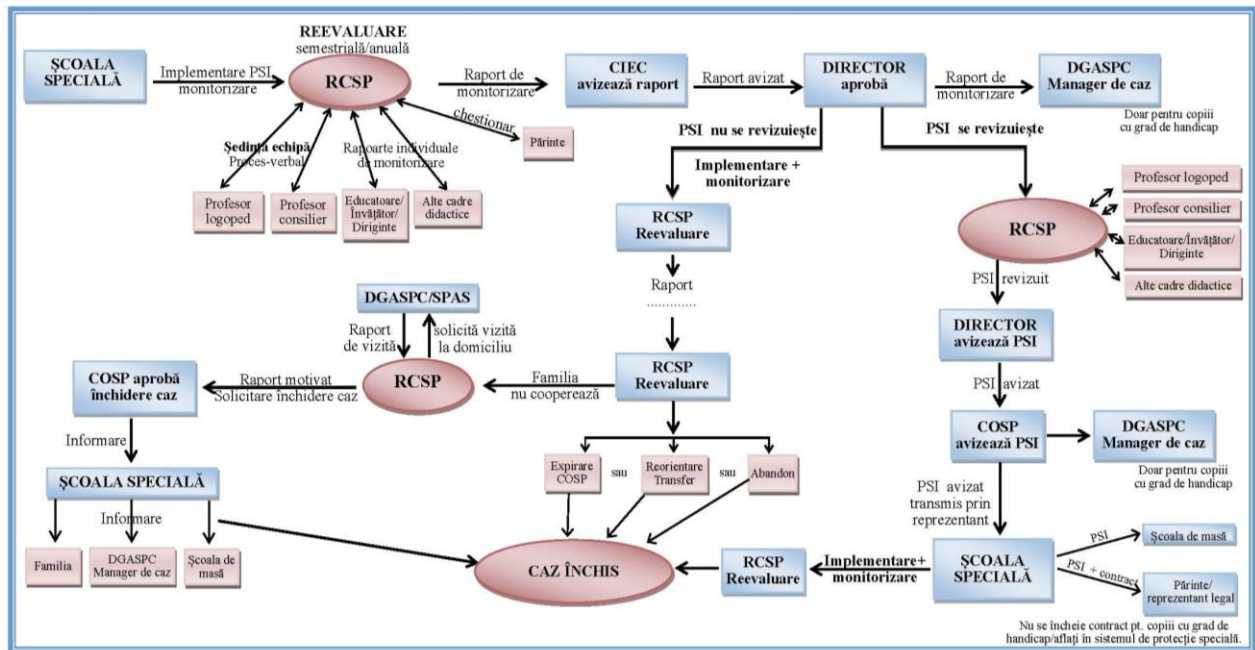 REEVALUARE
semestrială/anuală
ŞCOALA
SPECIALĂ
Implementare PSI
monitorizare
RCSP
Raport de
monitorizare
CIEC
avizează raport
Raport avizat
DIRECTOR
aprobă
Raport de
monitorizare
DGASPC
Manager de caz
Doar pentru copiii
cu grad de handicap
chestionar
Părinte
Şedinţă echipă
Proces-verbal
Rapoarte individuale
de monitorizare
Profesor
logoped
Profesor
consilier
Educatoare/
Învăţător/
Diriginte
Alte cadre
didactice
PSI nu se revizuieşte
PSI se revizuieşte
Implementare +
monitorizare
RCSP
Reevaluare
Raport
..............
RCSP
Profesor logoped
Profesor consilier
Educatoare/Învăţător/
Diriginte
Alte cadre didactice
PSI revizuit
DIRECTOR
avizează PSI
PSI avizat
COSP
avizează PSI
DGASPC
Manager de caz
Doar pentru copiii
cu grad de handicap
PSI avizat
transmis prin
reprezentant
DGASPC/SPAS
Raport
de vizită
solicită vizită
la domiciliu
RCSP
Familia
nu cooperează
RCSP
Reevaluare
COSP aprobă
închidere caz
Raport motivat
Solicitare închidere caz
Informare
ŞCOALA SPECIALĂ
Informare
Familia
DGASPC
Manager de caz
Şcoala de
masă
Expirare
COSP
sau
Reorientare
Transfer
sau
Abandon
CAZ ÎNCHIS
RCSP
Reevaluare
Implementare+
monitorizare
ŞCOALA
SPECIALĂ
PSI
Şcoala de masă
PSI + contract
Părinte/
reprezentant legal
Nu se încheie contract pt. copiii cu grad de
handicap/aflaţi în sistemul de protecţie specială.